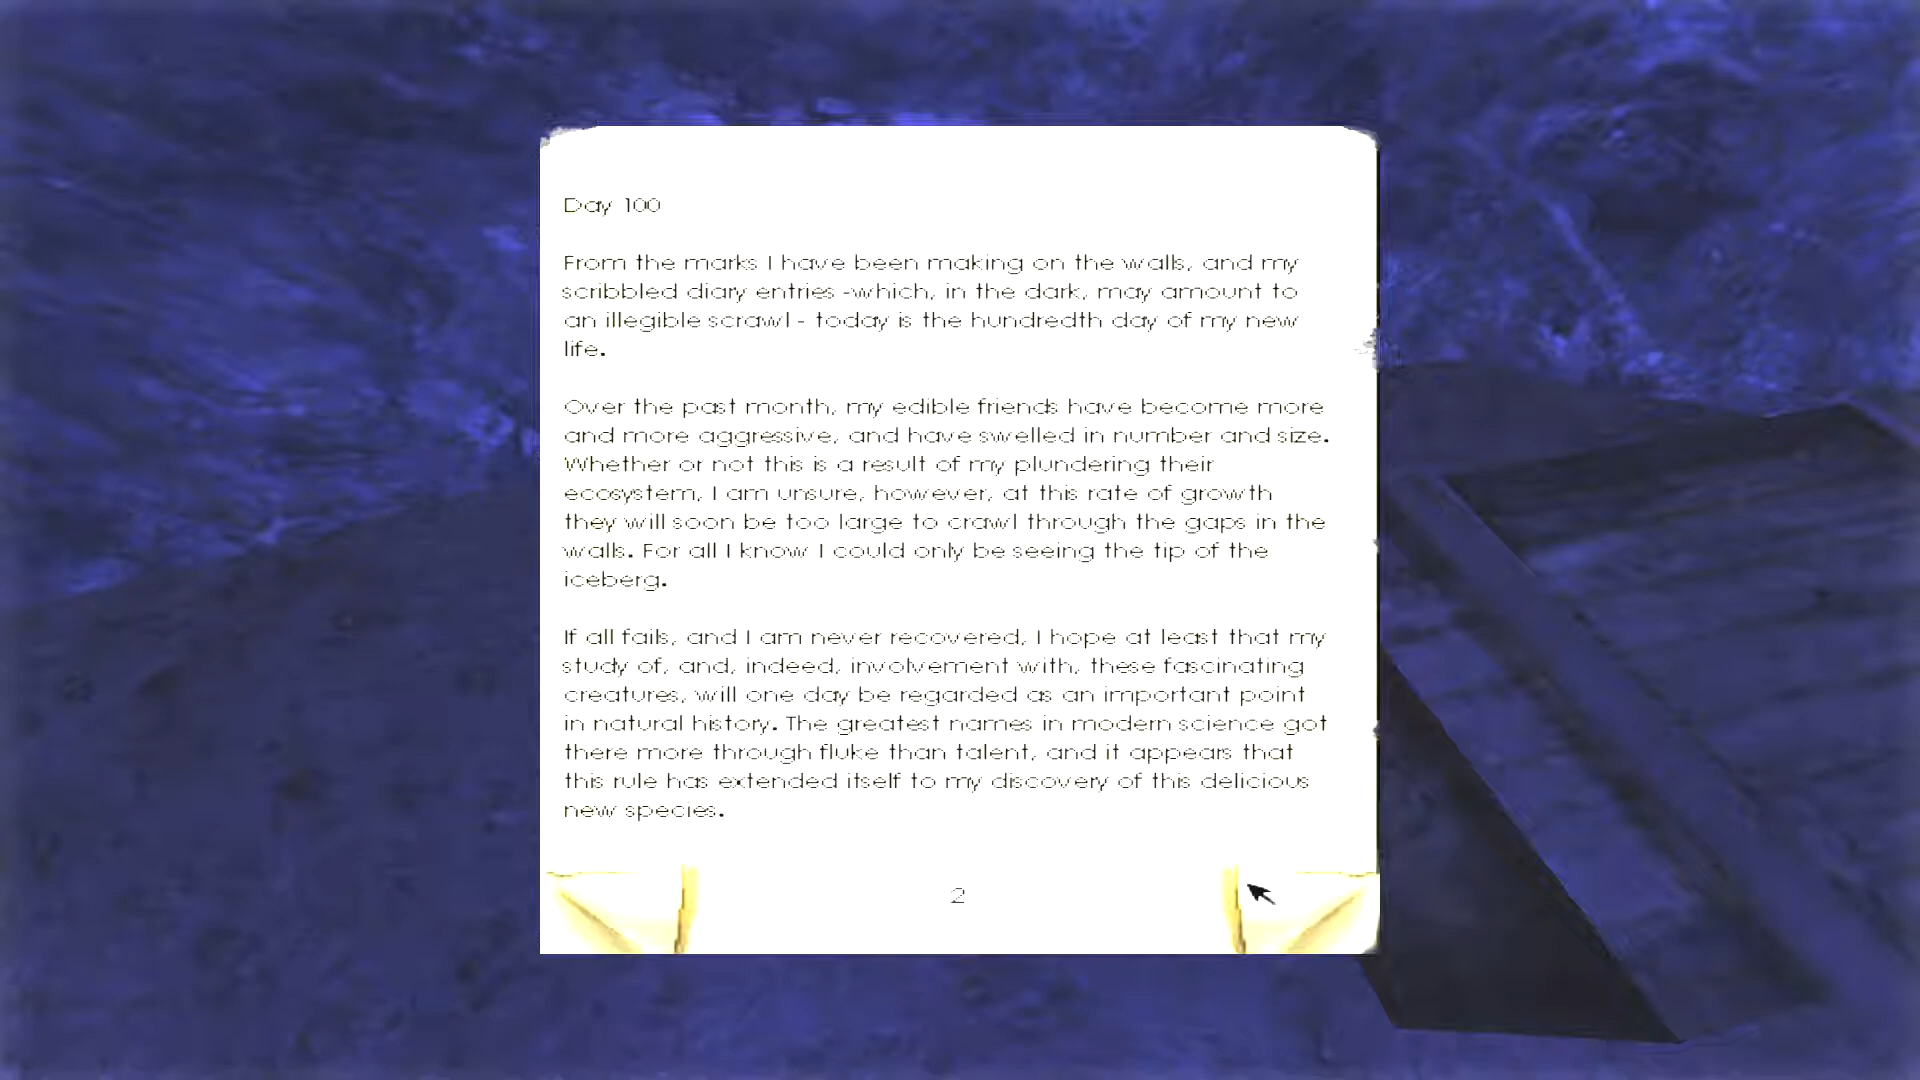 Day 100
From the marks I have been making on the walls, and my
scribbled diary entries -which, in the dark, may amount to
an illegible scrawl - today is the hundredth day of my new
life.
Over the past month, my edible friends have become more
and more aggressive, and have swelled in number and size.
Whether or not this is a result of my plundering their
ecosystem, I am unsure, however, at this rate of growth
they will soon be too large to crawl through the gaps in the
walls. For all I know I could only be seeing the tip of the
iceberg.
If all fails, and I am never recovered, I hope at least that my
study of, and, indeed, involvement with, these fascinating
creatures, will one day be regarded as an important point
in natural history. The greatest names in modern science got
there more through fluke than talent, and it appears that
this rule has extended itself to my discovery of this delicious
new species.
2